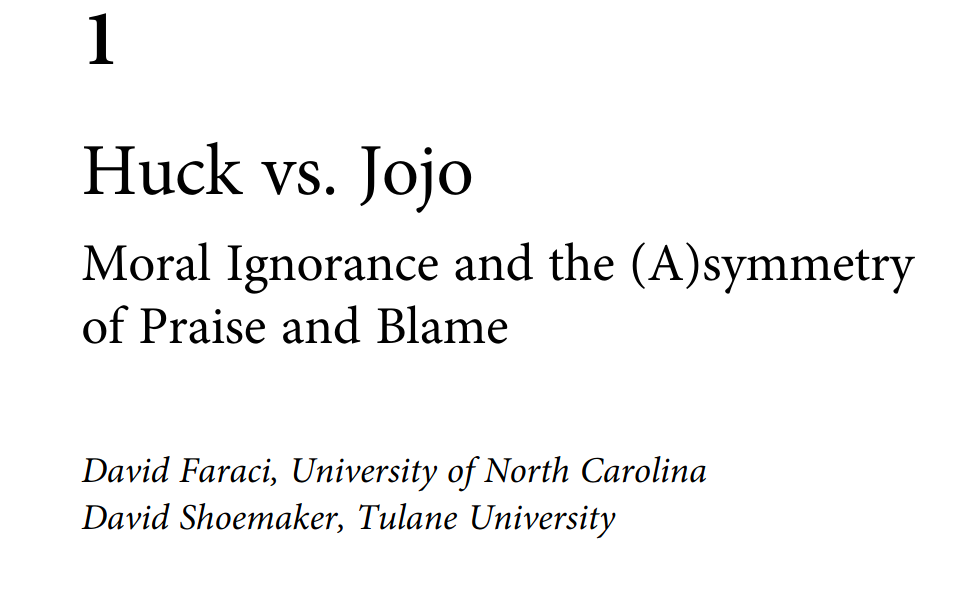 1
Huck vs. Jojo
Moral Ignorance and the (A)symmetry
of Praise and Blame
David Faraci, University of North Carolina
David Shoemaker, Tulane University